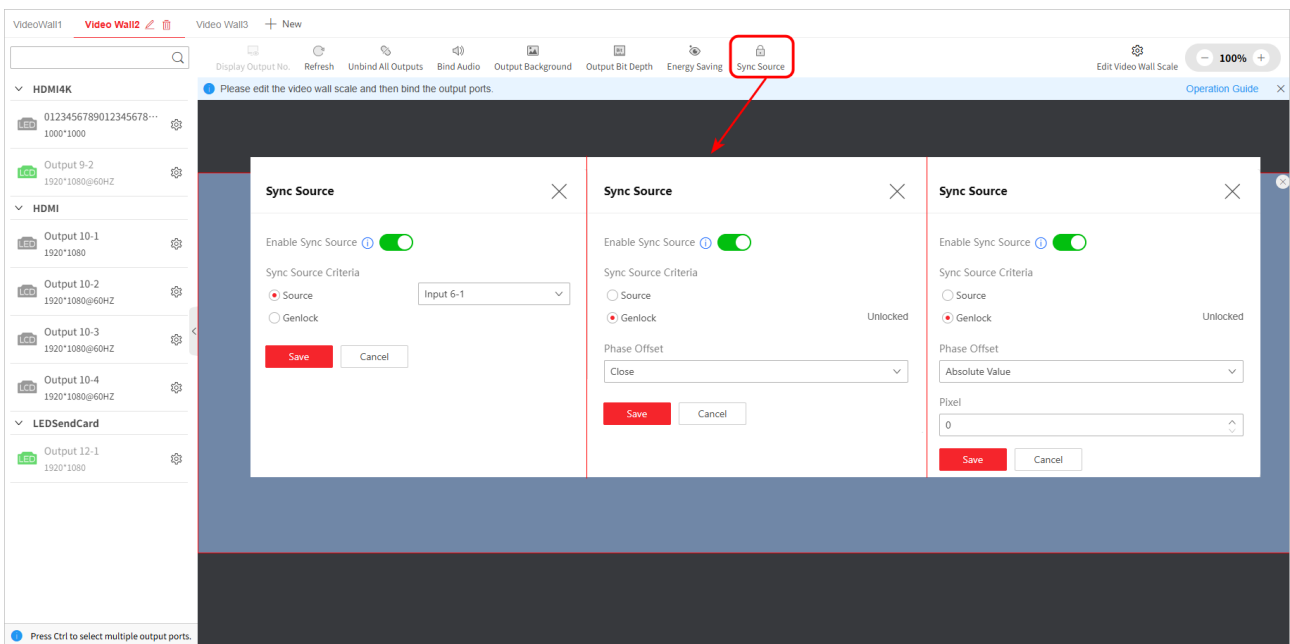 VideoWall1 Video Wall2 Video Wall3 + New
Display Output No. Refresh Unbind All Outputs Bind Audio Output Background Output Bit Depth Energy Saving Sync Source Edit Video Wall Scale − 100% +
Please edit the video wall scale and then bind the output ports. Operation Guide
HDMI4K
LED 0123456789012345678···
1000*1000
LCD Output 9-2
1920*1080@60HZ
HDMI
LED Output 10-1
1920*1080
LCD Output 10-2
1920*1080@60HZ
LCD Output 10-3
1920*1080@60HZ
LCD Output 10-4
1920*1080@60HZ
LEDSendCard
LED Output 12-1
1920*1080
Press Ctrl to select multiple output ports.
Sync Source
Enable Sync Source
Sync Source Criteria
Source Input 6-1
Genlock
Save Cancel
Sync Source
Enable Sync Source
Sync Source Criteria
Source
Genlock Unlocked
Phase Offset
Close
Save Cancel
Sync Source
Enable Sync Source
Sync Source Criteria
Source
Genlock Unlocked
Phase Offset
Absolute Value
Pixel
0
Save Cancel